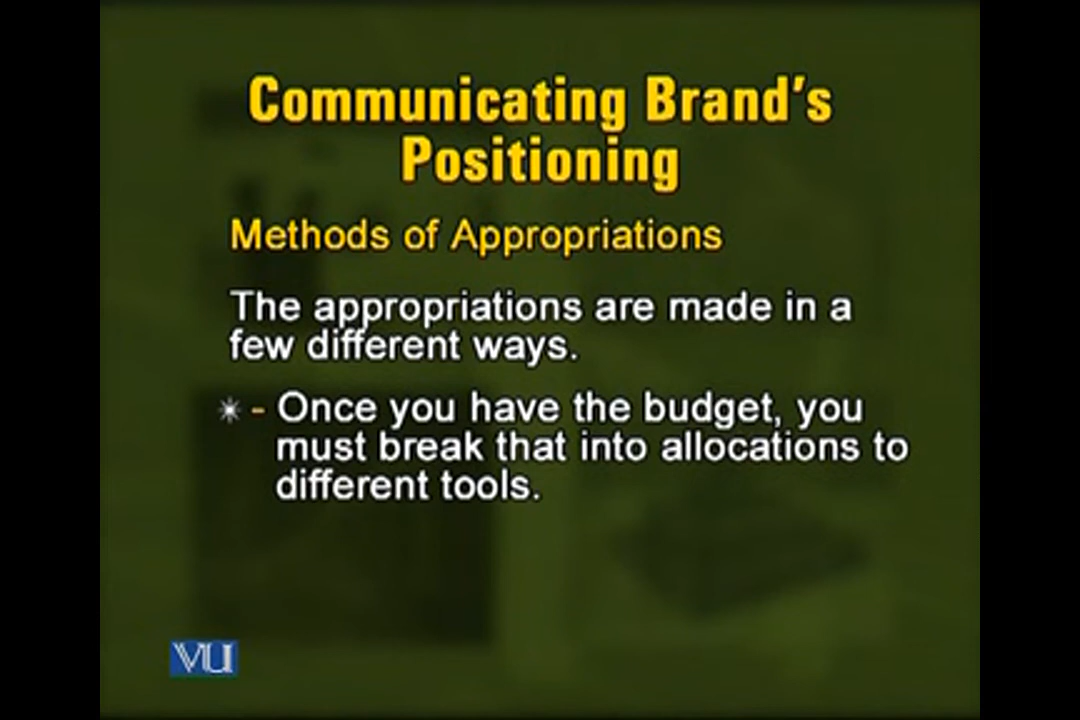 Communicating Brand's
Positioning
Methods of Appropriations
The appropriations are made in a
few different ways.
- Once you have the budget, you
must break that into allocations to
different tools.
VU